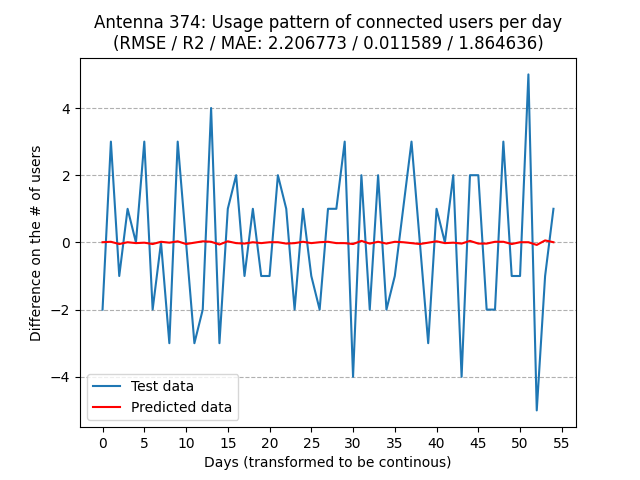 Antenna 374: Usage pattern of connected users per day
(RMSE / R2 / MAE: 2.206773 / 0.011589 / 1.864636)
Difference on the # of users
4
2
0
−2
−4
Test data
Predicted data
0 5 10 15 20 25 30 35 40 45 50 55
Days (transformed to be continous)